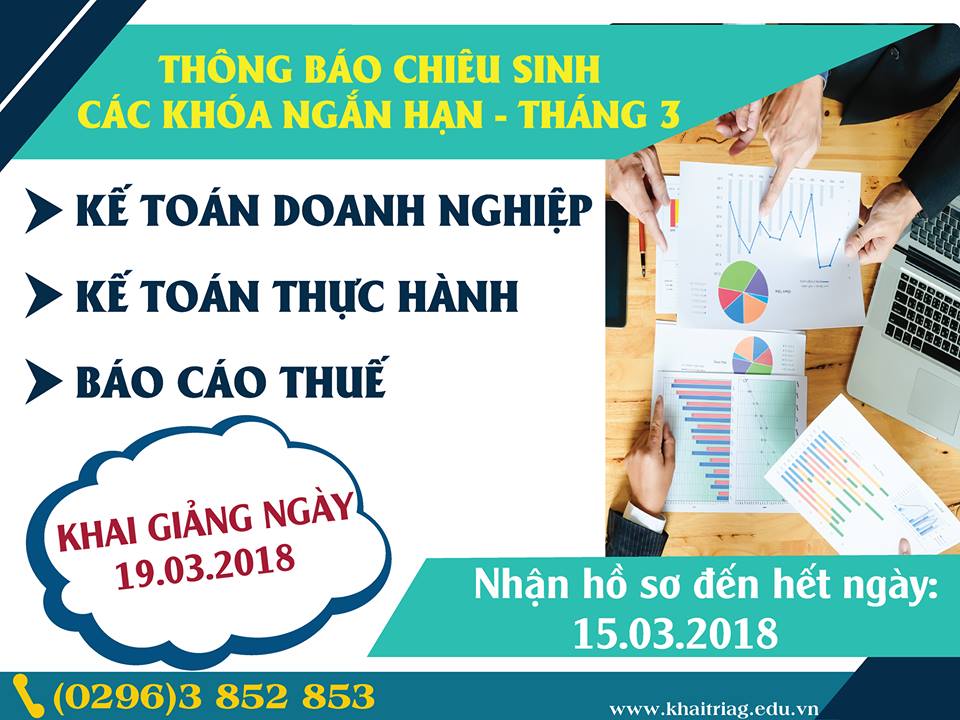 THÔNG BÁO CHIÊU SINH
CÁC KHÓA NGẮN HẠN - THÁNG 3
KẾ TOÁN DOANH NGHIỆP
KẾ TOÁN THỰC HÀNH
BÁO CÁO THUẾ
KHAI GIẢNG NGÀY
19.03.2018
Nhận hồ sơ đến hết ngày:
15.03.2018
(0296)3 852 853
www.khaitriag.edu.vn